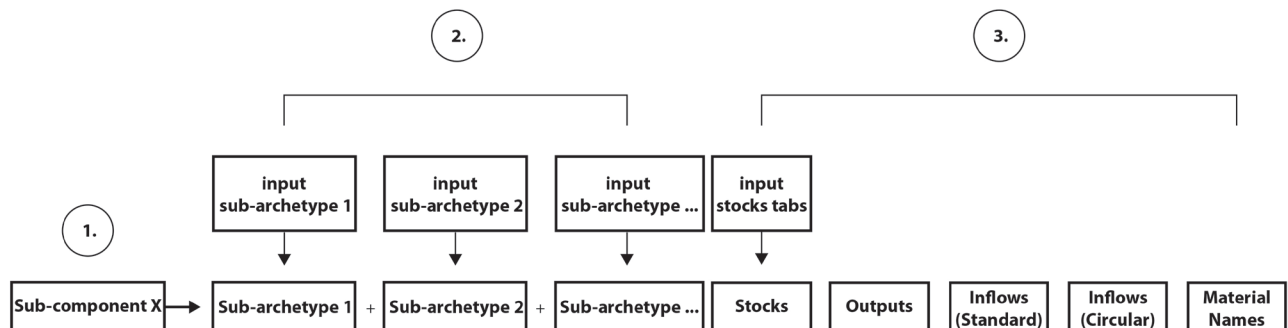 2.
3.
input
sub-archetype 1
input
sub-archetype 2
input
sub-archetype ...
input
stocks tabs
1.
Sub-component X
Sub-archetype 1
+
Sub-archetype 2
+
Sub-archetype ...
Stocks
Outputs
Inflows
(Standard)
Inflows
(Circular)
Material
Names